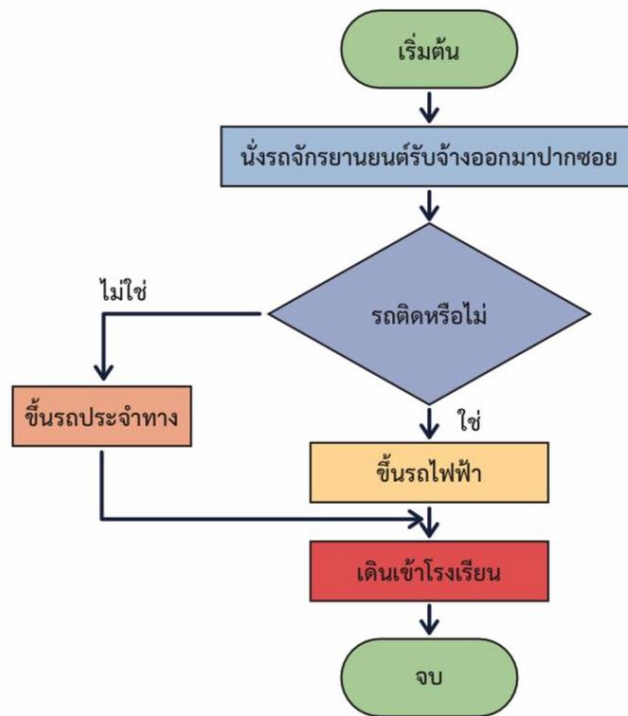 เริ่มต้น
นั่งรถจักรยานยนต์รับจ้างออกมาปากซอย
รถติดหรือไม่
ไม่ใช่
ใช่
ขึ้นรถประจำทาง
ขึ้นรถไฟฟ้า
เดินเข้าโรงเรียน
จบ